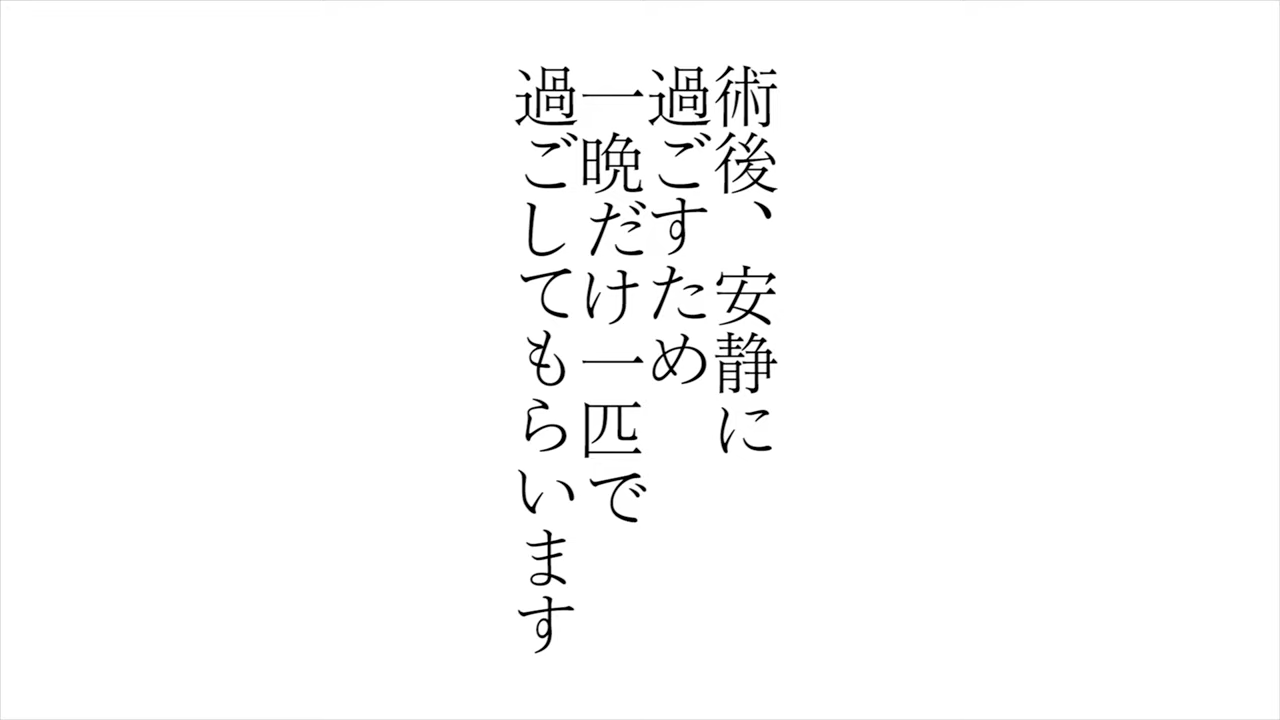 術後、安静に
過ごすため
一晩だけ一匹で
過ごしてもらいます